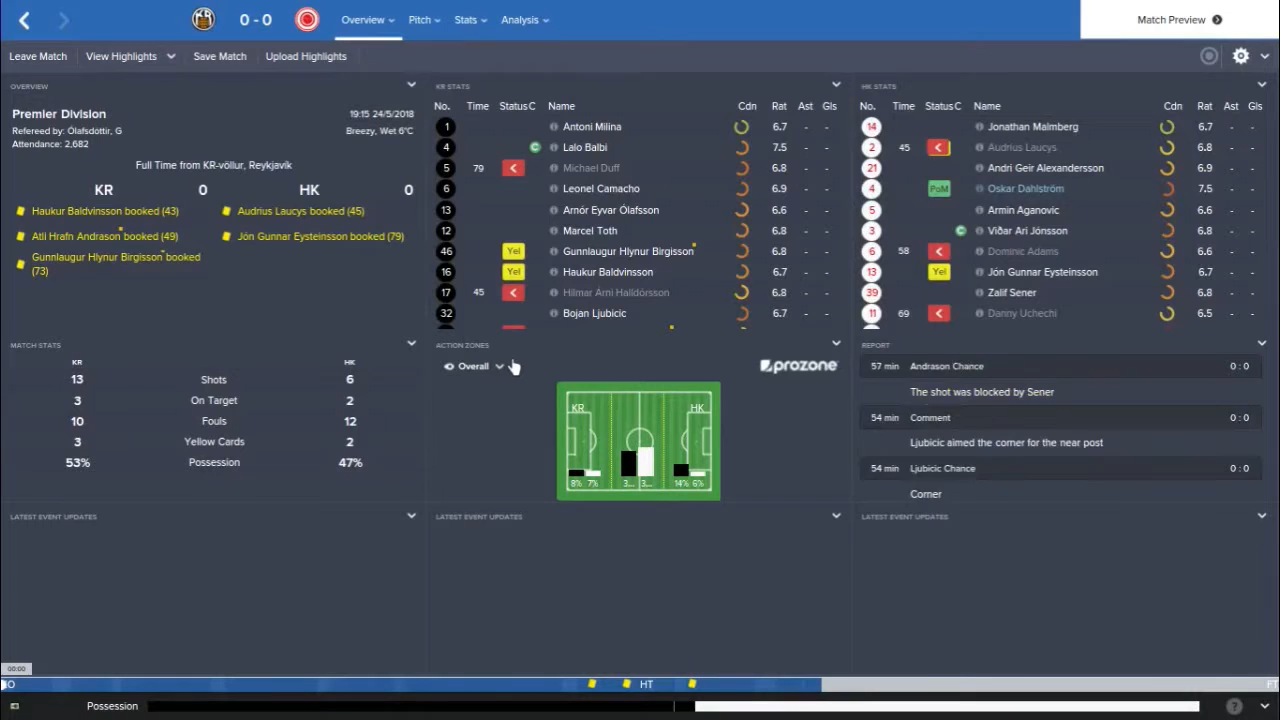 KR 0 - 0 Overview Pitch Stats Analysis Match Preview
Leave Match View Highlights Save Match Upload Highlights
OVERVIEW
Premier Division 19:15 24/5/2018
Refereed by: Ólafsdóttir, G Breezy, Wet 6°C
Attendance: 2,682
Full Time from KR-völlur, Reykjavik
KR 0 HK 0
Haukur Baldvinsson booked (43) Audrius Laucys booked (45)
Atli Hrafn Andrason booked (49) Jón Gunnar Eysteinsson booked (79)
Gunnlaugur Hlynur Birgisson booked
(73)
KR STATS
No. Time Status C Name Cdn Rat Ast Gls
1 Antoni Milina 6.7 - -
4 C Lalo Balbi 7.5 - -
5 79 Michael Duff 6.8 - -
6 Leonel Camacho 6.9 - -
13 Arnór Eyvar Ólafsson 6.6 - -
12 Marcel Toth 6.8 - -
46 Yel Gunnlaugur Hlynur Birgisson 6.8 - -
16 Yel Haukur Baldvinsson 6.7 - -
17 45 Hilmar Árni Halldórsson 6.8 - -
32 Bojan Ljubicic 6.7 - -
HK STATS
No. Time Status C Name Cdn Rat Ast Gls
14 Jonathan Malmberg 6.7 - -
2 45 Audrius Laucys 6.8 - -
21 Andri Geir Alexandersson 6.9 - -
4 PoM Oskar Dahlström 7.5 - -
5 Armin Aganovic 6.6 - -
3 C Viðar Ari Jónsson 6.8 - -
6 58 Dominic Adams 6.6 - -
13 Yel Jón Gunnar Eysteinsson 6.7 - -
39 Zalif Sener 6.8 - -
11 69 Danny Uchechi 6.5 - -
MATCH STATS
KR HK
13 Shots 6
3 On Target 2
10 Fouls 12
3 Yellow Cards 2
53% Possession 47%
ACTION ZONES
Overall prozone
KR HK
8% 7% 3... 3... 14% 6%
REPORT
57 min Andrason Chance 0 : 0
The shot was blocked by Sener
54 min Comment 0 : 0
Ljubicic aimed the corner for the near post
54 min Ljubicic Chance 0 : 0
Corner
LATEST EVENT UPDATES LATEST EVENT UPDATES LATEST EVENT UPDATES
00:00
HT FT
Possession ?